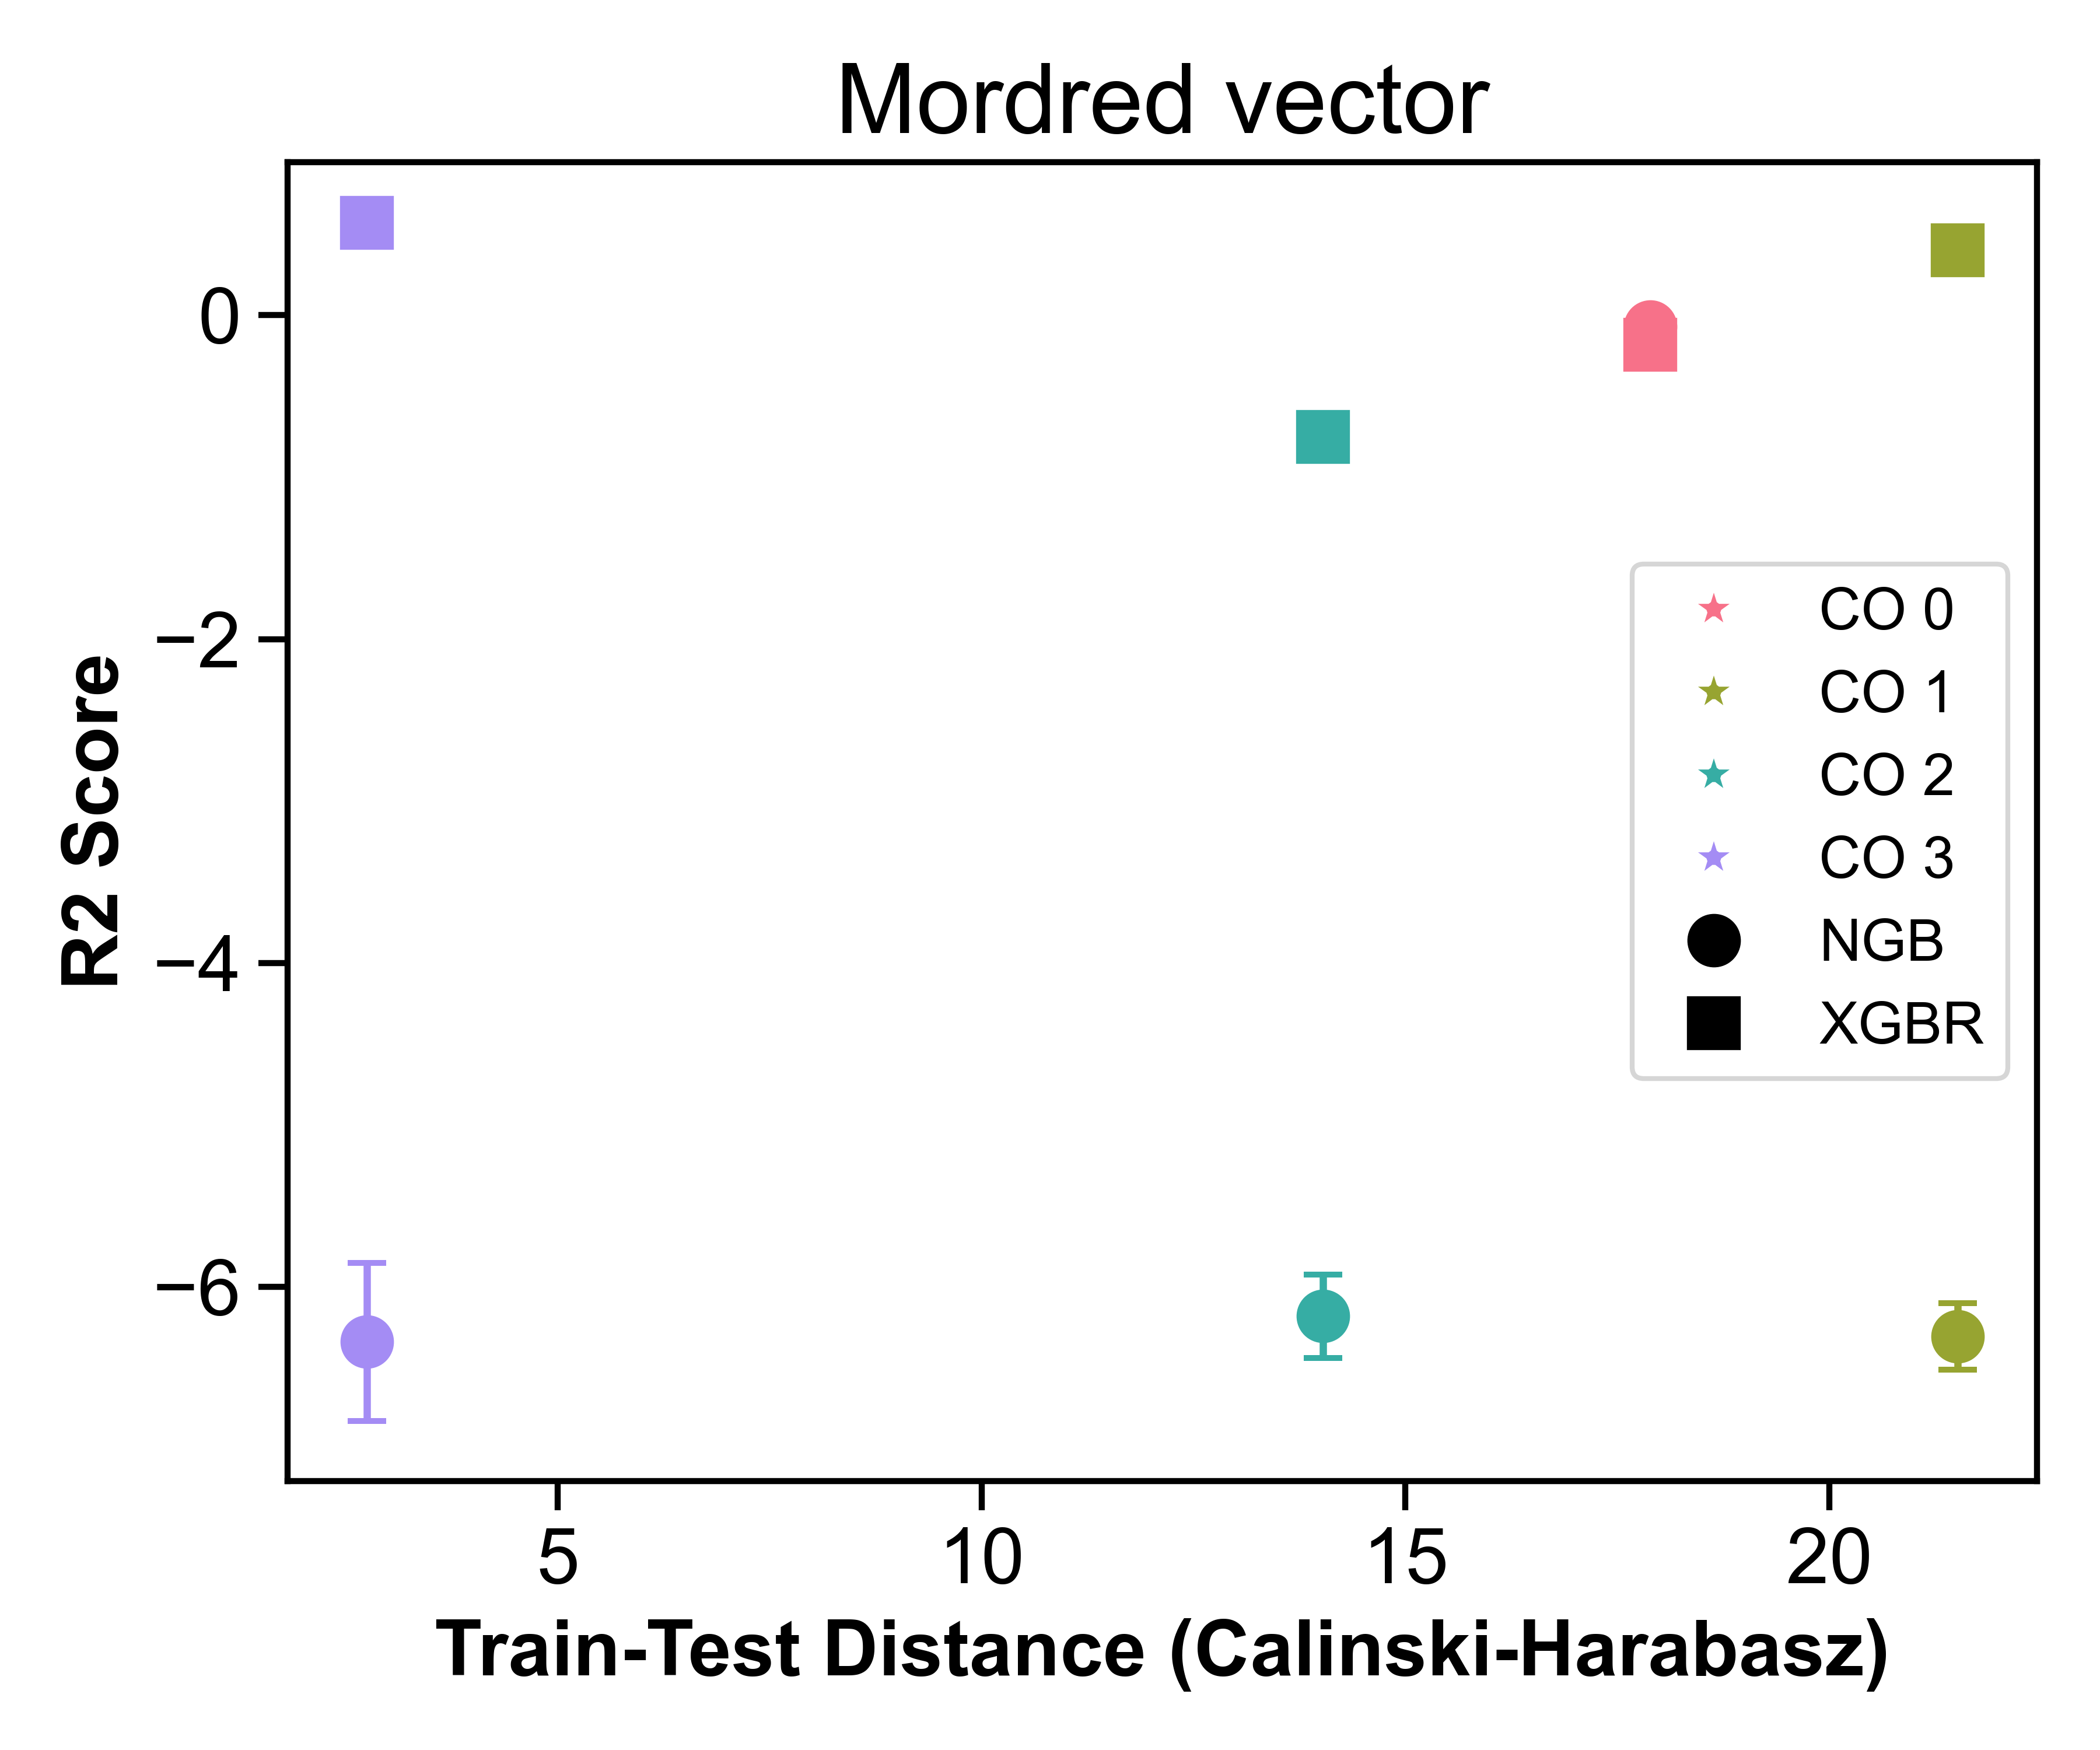 Mordred vector
R2 Score
0
−2
−4
−6
CO 0
CO 1
CO 2
CO 3
NGB
XGBR
5 10 15 20
Train-Test Distance (Calinski-Harabasz)